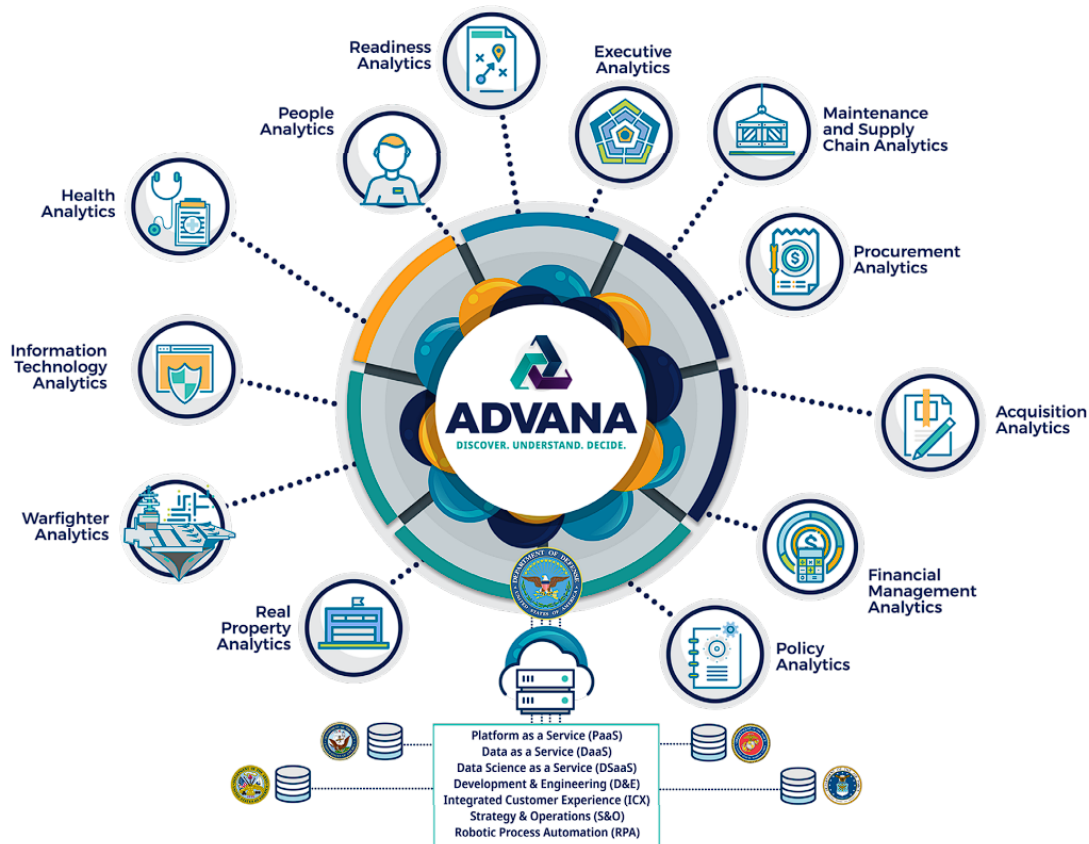 Readiness
Analytics
Executive
Analytics
People
Analytics
Maintenance
and Supply
Chain Analytics
Health
Analytics
Procurement
Analytics
Information
Technology
Analytics
ADVANA
DISCOVER. UNDERSTAND. DECIDE.
Acquisition
Analytics
Warfighter
Analytics
Financial
Management
Analytics
DEPARTMENT OF DEFENSE
UNITED STATES OF AMERICA
Real
Property
Analytics
Policy
Analytics
Platform as a Service (PaaS)
Data as a Service (DaaS)
Data Science as a Service (DSaaS)
Development & Engineering (D&E)
Integrated Customer Experience (ICX)
Strategy & Operations (S&O)
Robotic Process Automation (RPA)